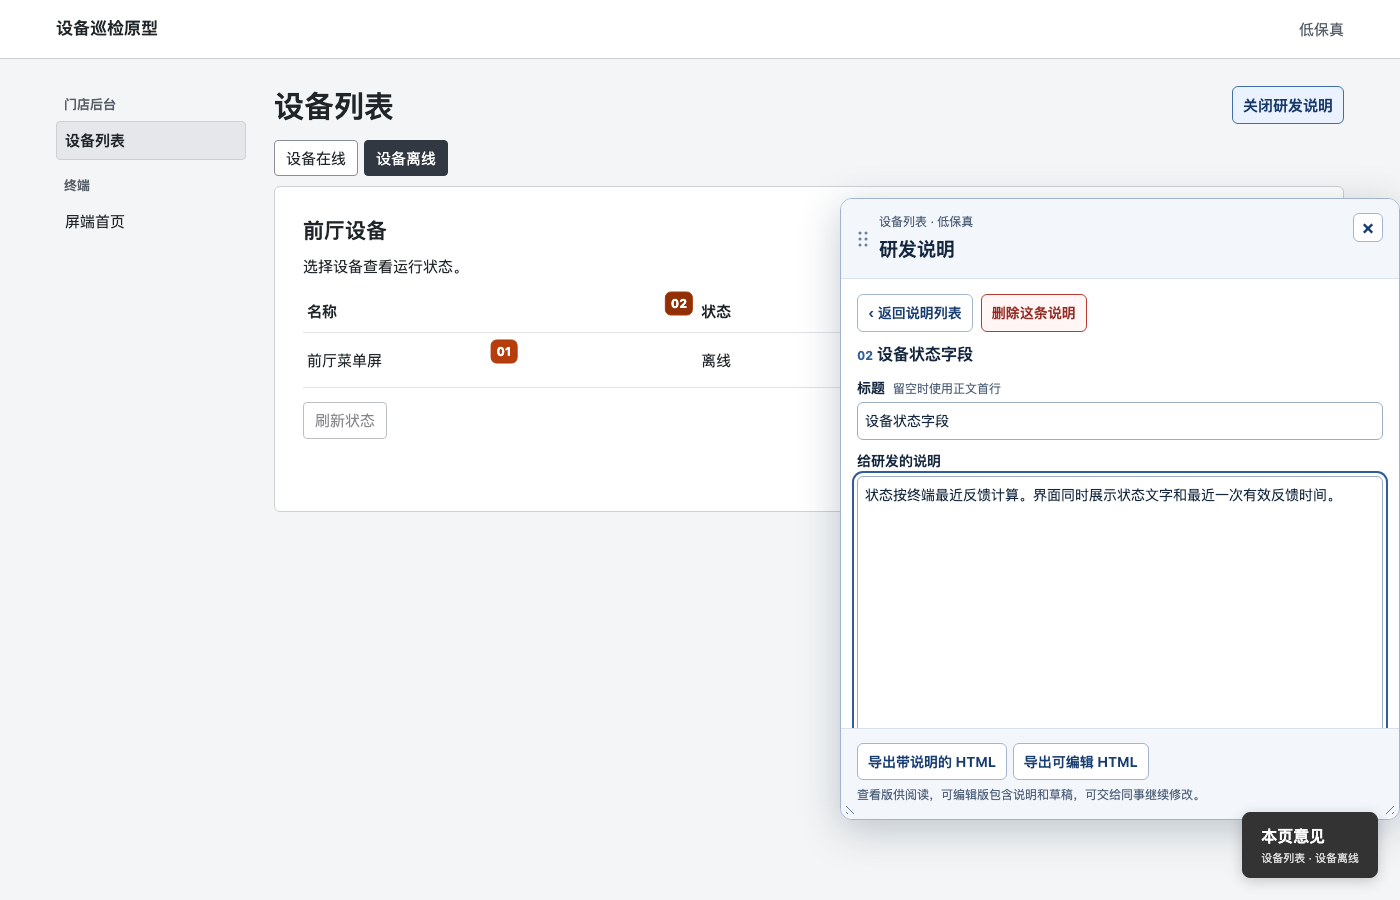 设备巡检原型
低保真
门店后台
设备列表
终端
屏端首页
设备列表
关闭研发说明
设备在线
设备离线
前厅设备
选择设备查看运行状态。
名称
02
状态
前厅菜单屏
01
离线
刷新状态
设备列表 · 低保真
研发说明
‹ 返回说明列表
删除这条说明
02 设备状态字段
标题 留空时使用正文首行
设备状态字段
给研发的说明
状态按终端最近反馈计算。界面同时展示状态文字和最近一次有效反馈时间。
导出带说明的 HTML
导出可编辑 HTML
查看版供阅读，可编辑版包含说明和草稿，可交给同事继续修改。
本页意见
设备列表 · 设备离线